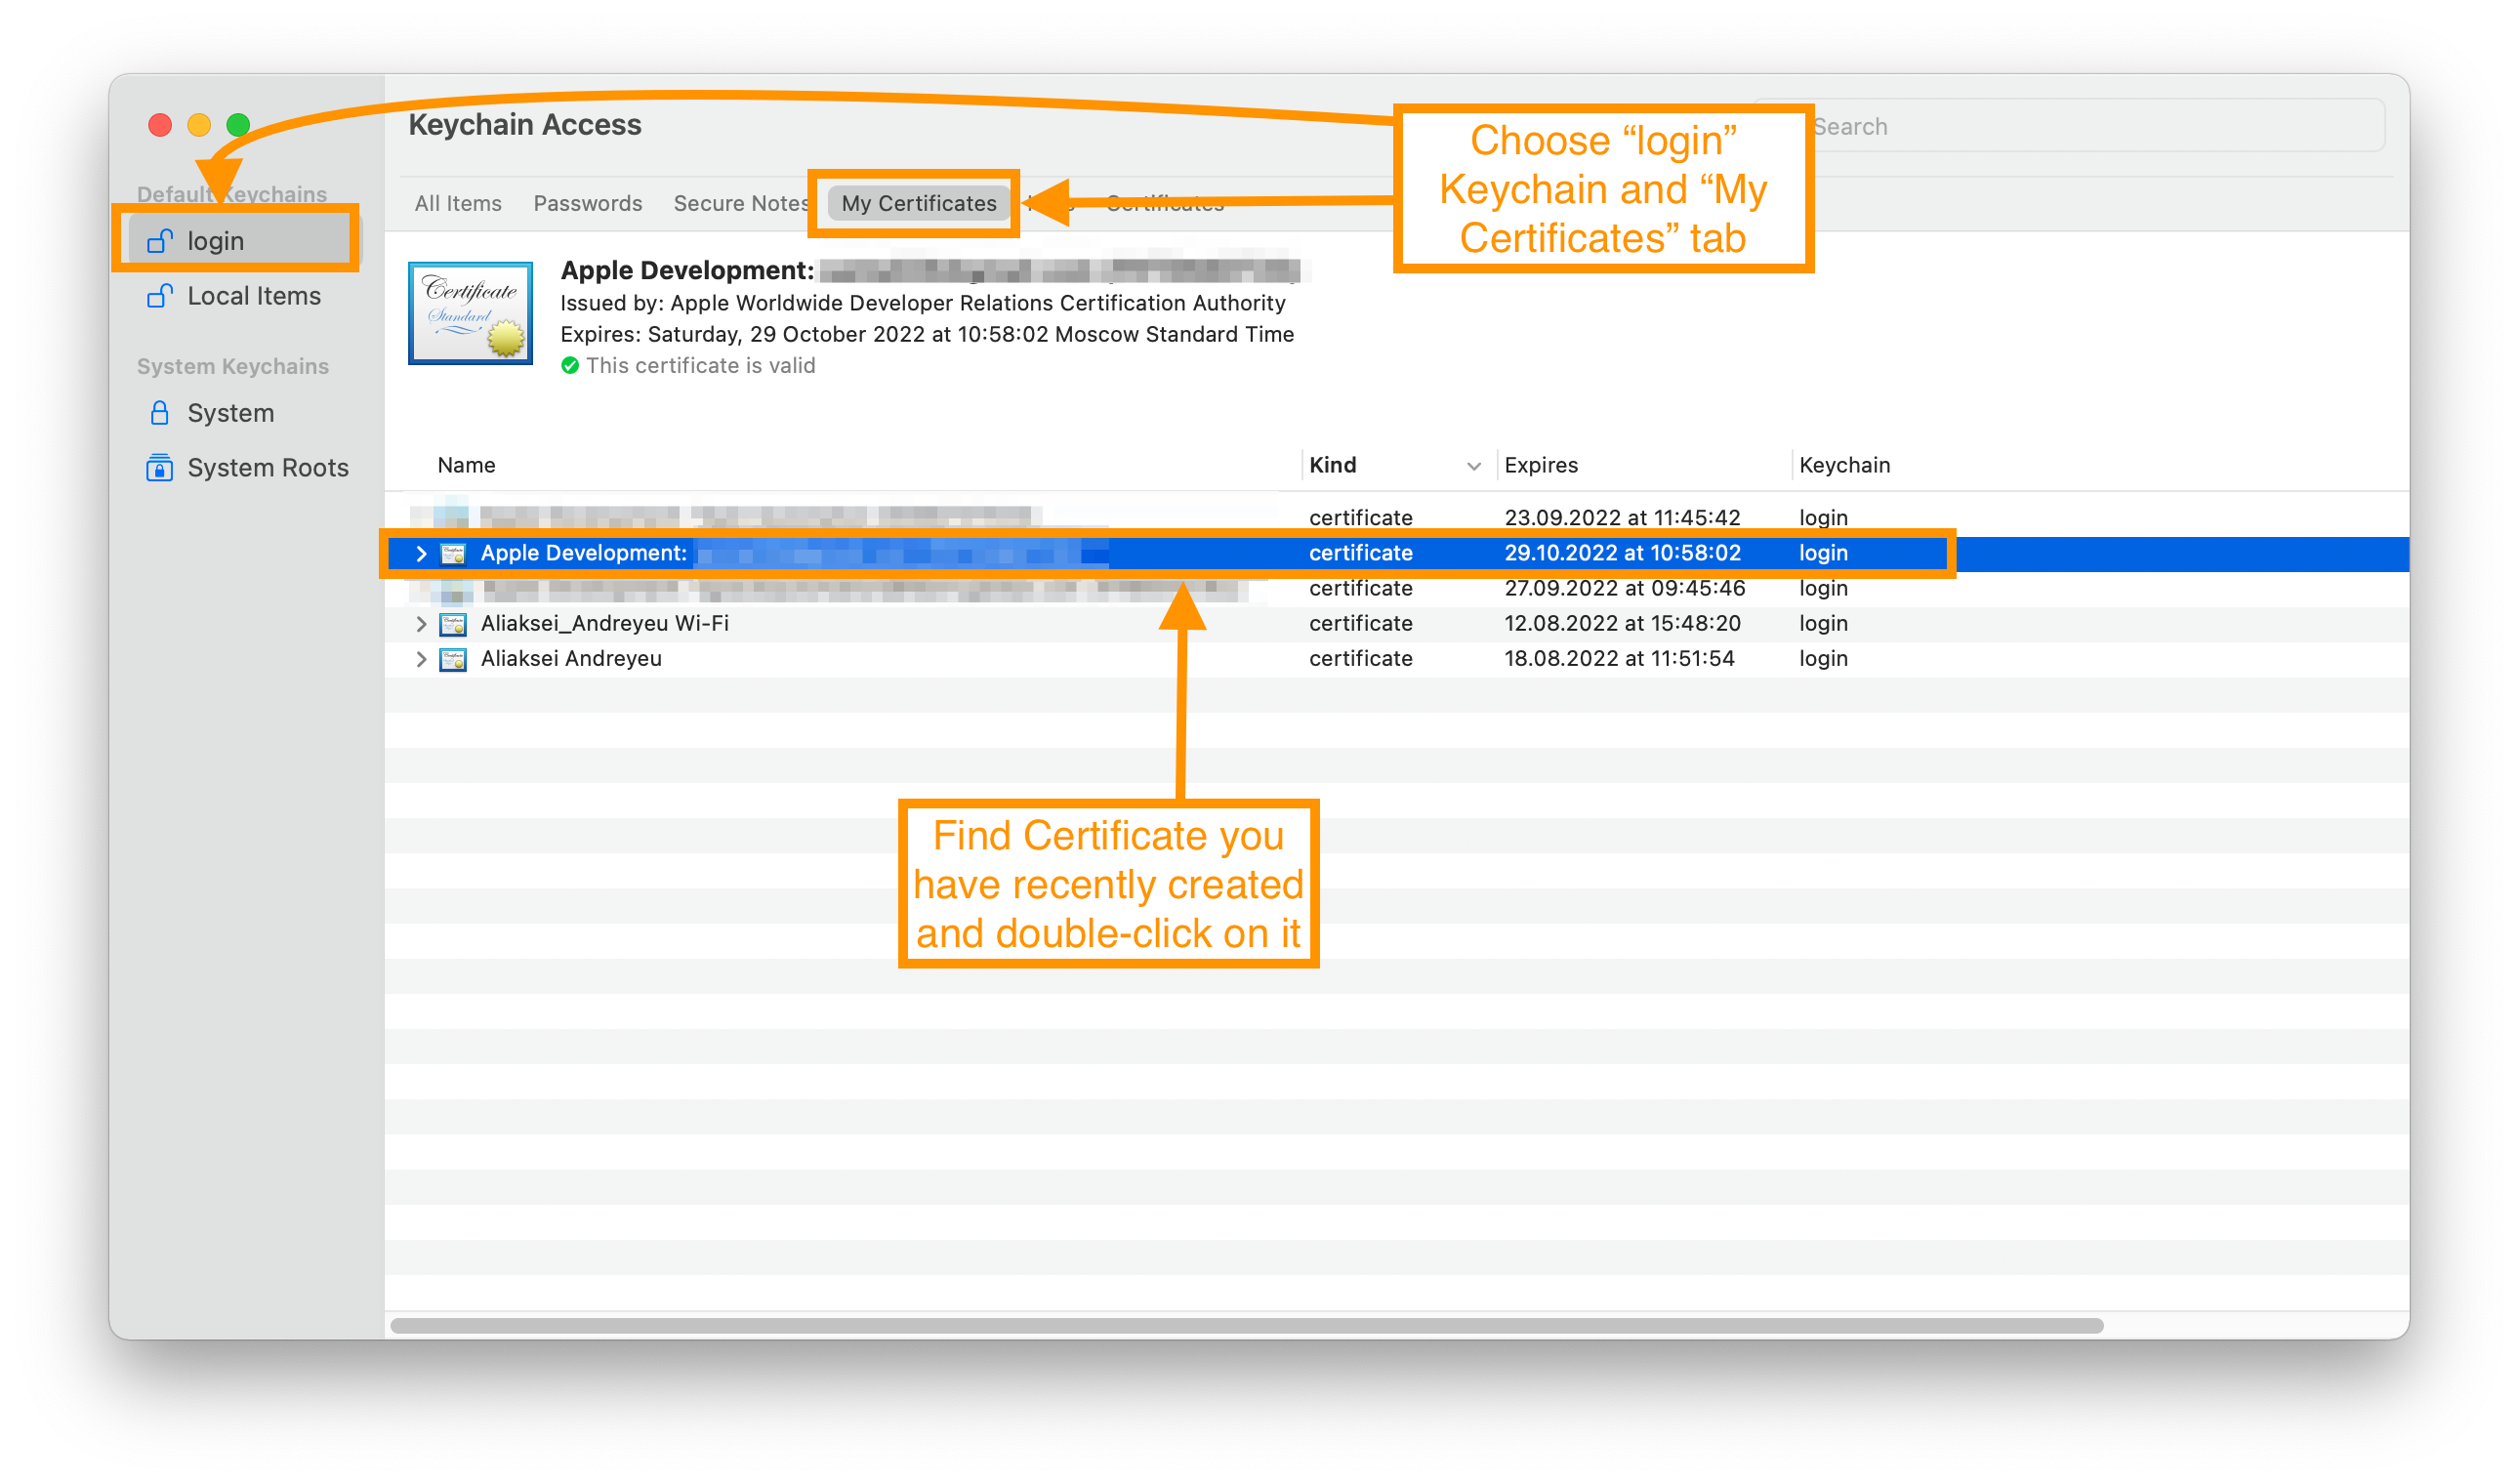 Keychain Access
Search
Choose “login”
Keychain and “My
Certificates” tab
Default Keychains
login
Local Items
System Keychains
System
System Roots
All Items Passwords Secure Notes My Certificates Certificates
Apple Development:
Issued by: Apple Worldwide Developer Relations Certification Authority
Expires: Saturday, 29 October 2022 at 10:58:02 Moscow Standard Time
This certificate is valid
Certificate
Standard
Name Kind Expires Keychain
certificate 23.09.2022 at 11:45:42 login
Apple Development: certificate 29.10.2022 at 10:58:02 login
certificate 27.09.2022 at 09:45:46 login
Aliaksei_Andreyeu Wi-Fi certificate 12.08.2022 at 15:48:20 login
Aliaksei Andreyeu certificate 18.08.2022 at 11:51:54 login
Find Certificate you
have recently created
and double-click on it